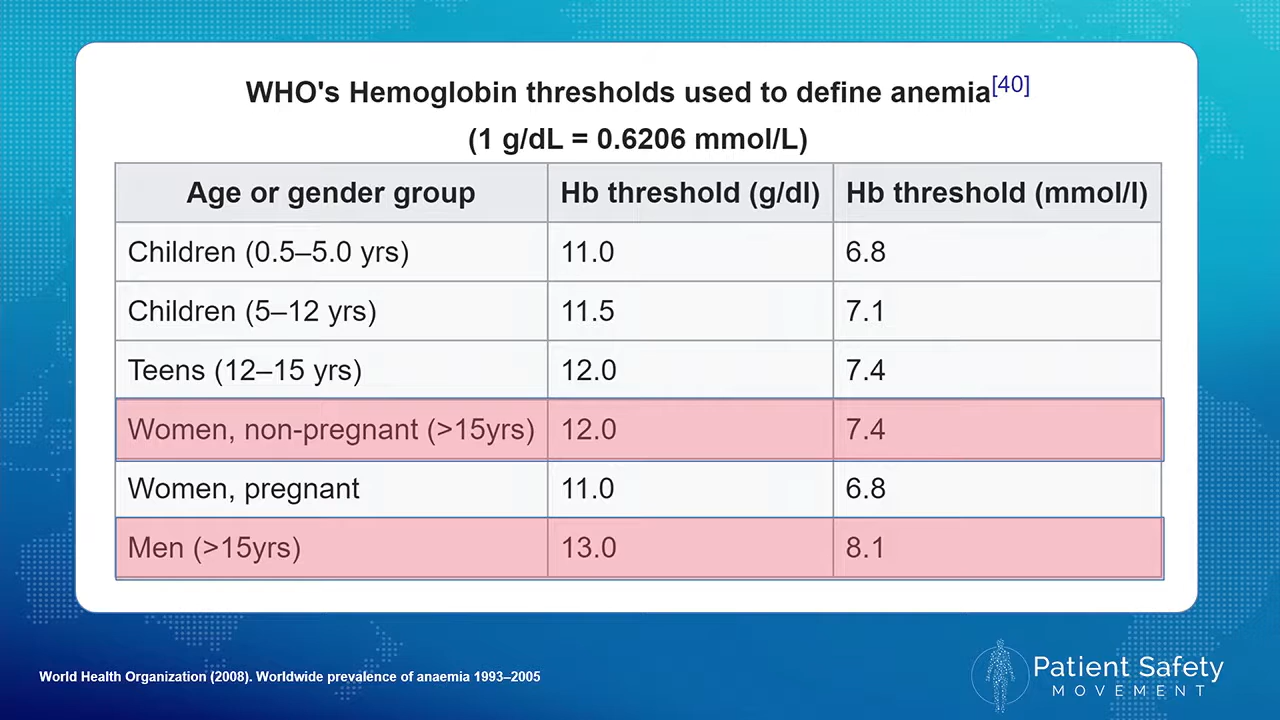 WHO's Hemoglobin thresholds used to define anemia[40]
(1 g/dL = 0.6206 mmol/L)
Age or gender group Hb threshold (g/dl) Hb threshold (mmol/l)
Children (0.5–5.0 yrs) 11.0 6.8
Children (5–12 yrs) 11.5 7.1
Teens (12–15 yrs) 12.0 7.4
Women, non-pregnant (>15yrs) 12.0 7.4
Women, pregnant 11.0 6.8
Men (>15yrs) 13.0 8.1
World Health Organization (2008). Worldwide prevalence of anaemia 1993–2005
Patient Safety
MOVEMENT